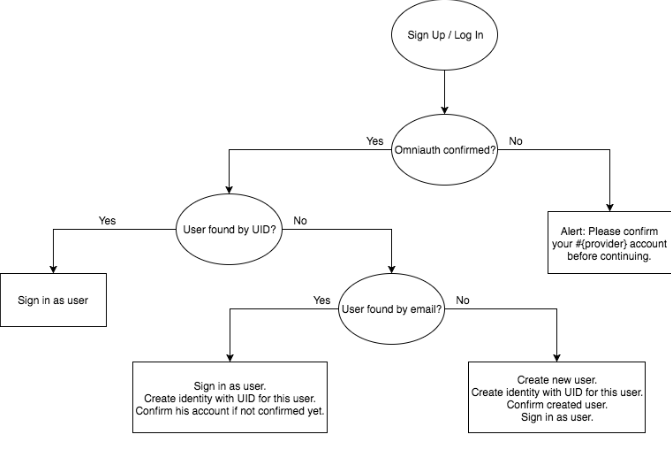 Sign Up / Log In
Yes
Omniauth confirmed?
No
Yes
User found by UID?
No
Alert: Please confirm
your #{provider} account
before continuing.
Sign in as user
Yes
User found by email?
No
Sign in as user.
Create identity with UID for this user.
Confirm his account if not confirmed yet.
Create new user.
Create identity with UID for this user.
Confirm created user.
Sign in as user.